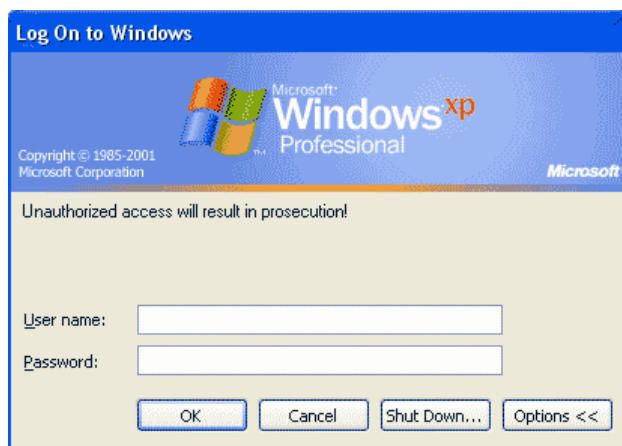 Log On to Windows
Microsoft®
Windows xp
Professional
Copyright © 1985-2001
Microsoft Corporation
Microsoft
Unauthorized access will result in prosecution!
User name:
Password:
OK Cancel Shut Down... Options <<